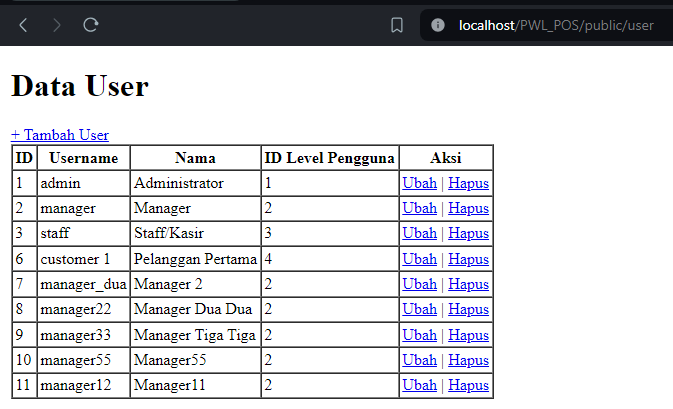 localhost/PWL_POS/public/user
Data User
+ Tambah User
ID Username Nama ID Level Pengguna Aksi
1 admin Administrator 1 Ubah | Hapus
2 manager Manager 2 Ubah | Hapus
3 staff Staff/Kasir 3 Ubah | Hapus
6 customer 1 Pelanggan Pertama 4 Ubah | Hapus
7 manager_dua Manager 2 2 Ubah | Hapus
8 manager22 Manager Dua Dua 2 Ubah | Hapus
9 manager33 Manager Tiga Tiga 2 Ubah | Hapus
10 manager55 Manager55 2 Ubah | Hapus
11 manager12 Manager11 2 Ubah | Hapus